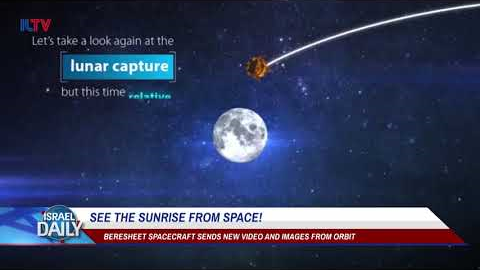 ILTV
Let's take a look again at the
lunar capture
but this time relative
SEE THE SUNRISE FROM SPACE!
ISRAEL
DAILY
BERESHEET SPACECRAFT SENDS NEW VIDEO AND IMAGES FROM ORBIT